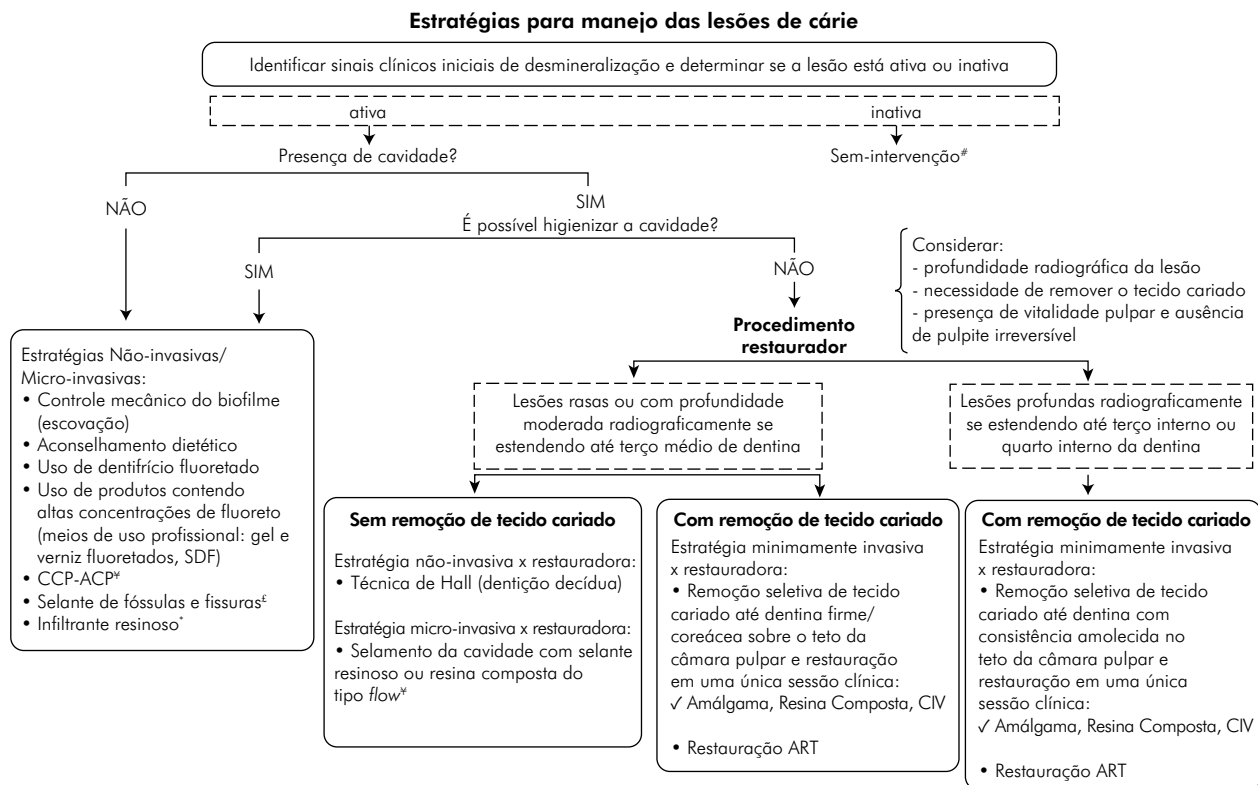 Estratégias para manejo das lesões de cárie
Identificar sinais clínicos iniciais de desmineralização e determinar se a lesão está ativa ou inativa
ativa
inativa
Presença de cavidade?
Sem-intervenção#
NÃO
SIM
É possível higienizar a cavidade?
SIM
NÃO
Considerar:
- profundidade radiográfica da lesão
- necessidade de remover o tecido cariado
- presença de vitalidade pulpar e ausência
de pulpite irreversível
Procedimento
restaurador
Estratégias Não-invasivas/
Micro-invasivas:
• Controle mecânico do biofilme
(escovação)
• Aconselhamento dietético
• Uso de dentifrício fluoretado
• Uso de produtos contendo
altas concentrações de fluoreto
(meios de uso profissional: gel e
verniz fluoretados, SDF)
• CCP-ACP¥
• Selante de fóssulas e fissuras£
• Infiltrante resinoso*
Lesões rasas ou com profundidade
moderada radiograficamente se
estendendo até terço médio de dentina
Lesões profundas radiograficamente
se estendendo até terço interno ou
quarto interno da dentina
Sem remoção de tecido cariado
Estratégia não-invasiva x restauradora:
• Técnica de Hall (dentição decídua)
Estratégia micro-invasiva x restauradora:
• Selamento da cavidade com selante
resinoso ou resina composta do
tipo flow¥
Com remoção de tecido cariado
Estratégia minimamente invasiva
x restauradora:
• Remoção seletiva de tecido
cariado até dentina firme/
coreácea sobre o teto da
câmara pulpar e restauração
em uma única sessão clínica:
✓ Amálgama, Resina Composta, CIV
• Restauração ART
Com remoção de tecido cariado
Estratégia minimamente invasiva
x restauradora:
• Remoção seletiva de tecido
cariado até dentina com
consistência amolecida no
teto da câmara pulpar e
restauração em uma única
sessão clínica:
✓ Amálgama, Resina Composta, CIV
• Restauração ART